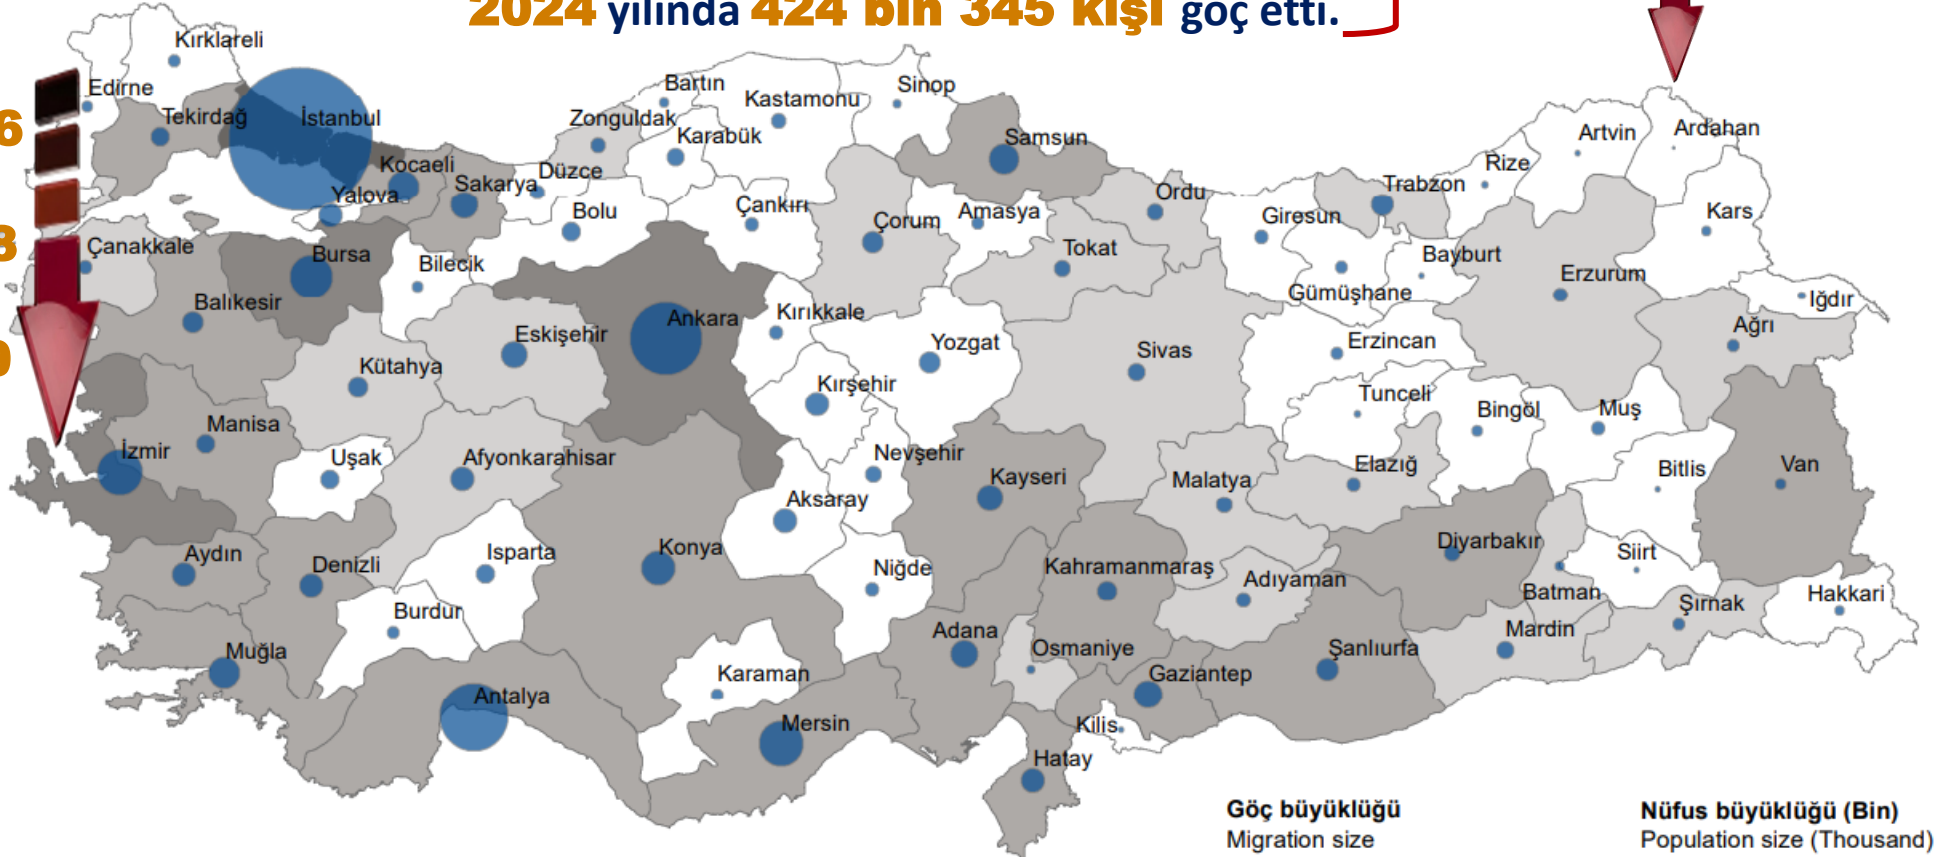 2024 yılında 424 bin 345 kişi göç etti.
Kırklareli
Edirne
6
Tekirdağ
İstanbul
Kocaeli
Yalova
Sakarya
Düzce
Zonguldak
Bartın
Karabük
Kastamonu
Sinop
Samsun
Ordu
Giresun
Trabzon
Rize
Artvin
Ardahan
Kars
3
Çanakkale
Bursa
Bilecik
Bolu
Çankırı
Çorum
Amasya
Tokat
Gümüşhane
Bayburt
Erzurum
Iğdır
Ağrı
Balıkesir
Kütahya
Eskişehir
Ankara
Kırıkkale
Yozgat
Sivas
Erzincan
Kırşehir
Tunceli
Bingöl
Muş
Manisa
İzmir
Uşak
Afyonkarahisar
Nevşehir
Aksaray
Kayseri
Malatya
Elazığ
Bitlis
Van
Aydın
Denizli
Isparta
Konya
Niğde
Kahramanmaraş
Adıyaman
Diyarbakır
Batman
Siirt
Şırnak
Hakkari
Burdur
Muğla
Antalya
Karaman
Mersin
Adana
Osmaniye
Gaziantep
Şanlıurfa
Mardin
Kilis
Hatay
Göç büyüklüğü
Migration size
Nüfus büyüklüğü (Bin)
Population size (Thousand)